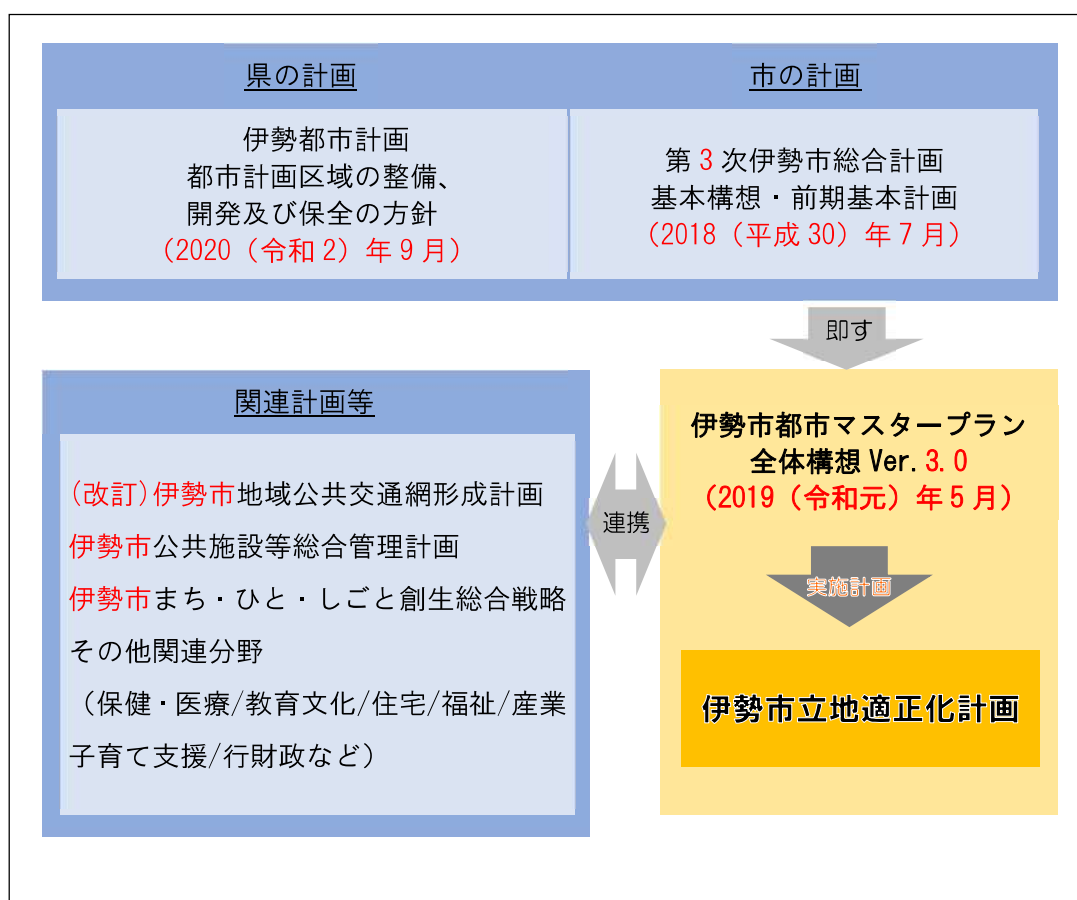 県の計画
伊勢都市計画
都市計画区域の整備、
開発及び保全の方針
(2020（令和2）年9月)
市の計画
第3次伊勢市総合計画
基本構想・前期基本計画
(2018（平成30）年7月)
即す
関連計画等
(改訂)伊勢市地域公共交通網形成計画
伊勢市公共施設等総合管理計画
伊勢市まち・ひと・しごと創生総合戦略
その他関連分野
（保健・医療/教育文化/住宅/福祉/産業
子育て支援/行財政など）
連携
伊勢市都市マスタープラン
全体構想 Ver. 3.0
(2019（令和元）年5月)
実施計画
伊勢市立地適正化計画